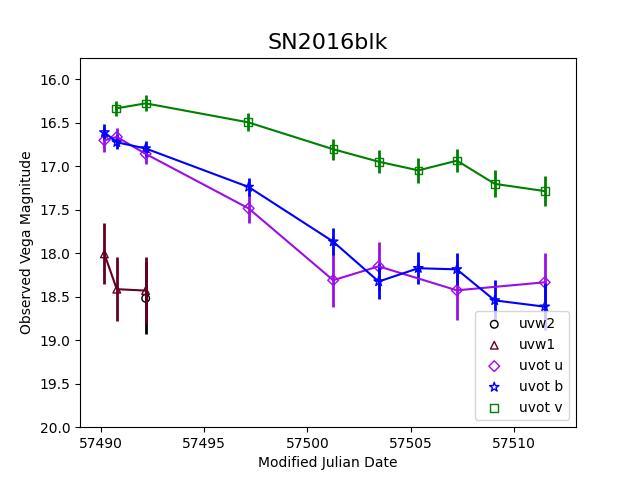 SN2016blk
Observed Vega Magnitude
16.0
16.5
17.0
17.5
18.0
18.5
19.0
19.5
20.0
uvw2
uvw1
uvot u
uvot b
uvot v
57490 57495 57500 57505 57510
Modified Julian Date